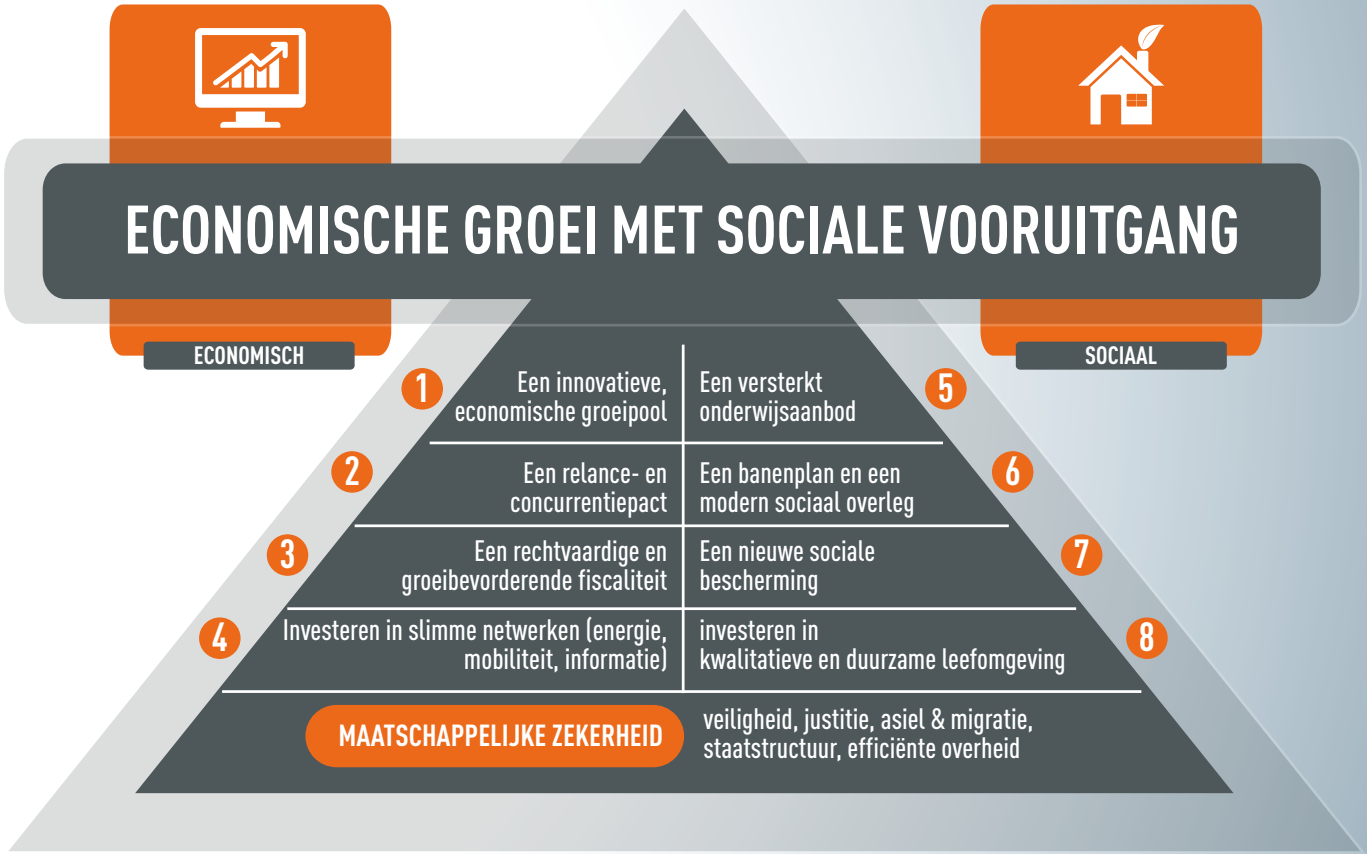 ECONOMISCHE GROEI MET SOCIALE VOORUITGANG
ECONOMISCH
SOCIAAL
1
Een innovatieve,
economische groeipool
Een versterkt
onderwijsaanbod
5
2
Een relance- en
concurrentiepact
Een banenplan en een
modern sociaal overleg
6
3
Een rechtvaardige en
groeibevorderende fiscaliteit
Een nieuwe sociale
bescherming
7
4
Investeren in slimme netwerken (energie,
mobiliteit, informatie)
investeren in
kwalitatieve en duurzame leefomgeving
8
MAATSCHAPPELIJKE ZEKERHEID
veiligheid, justitie, asiel & migratie,
staatstructuur, efficiënte overheid